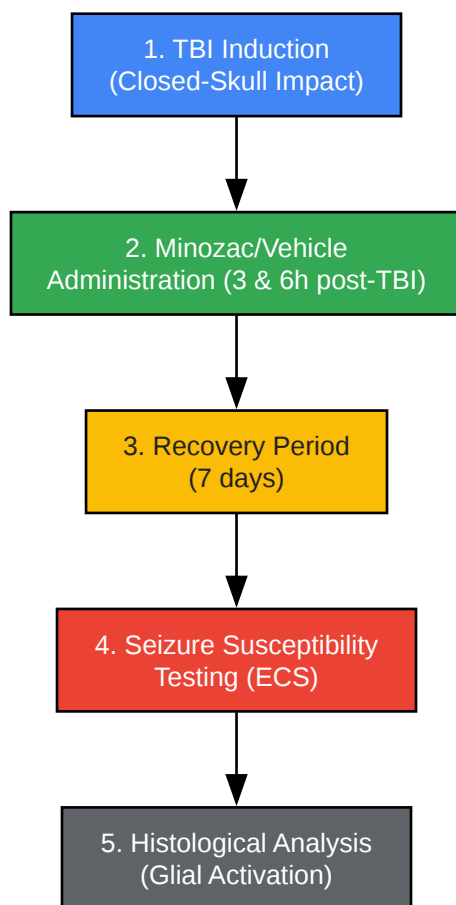 1. TBI Induction
(Closed-Skull Impact)
2. Minozac/Vehicle
Administration (3 & 6h post-TBI)
3. Recovery Period
(7 days)
4. Seizure Susceptibility
Testing (ECS)
5. Histological Analysis
(Glial Activation)